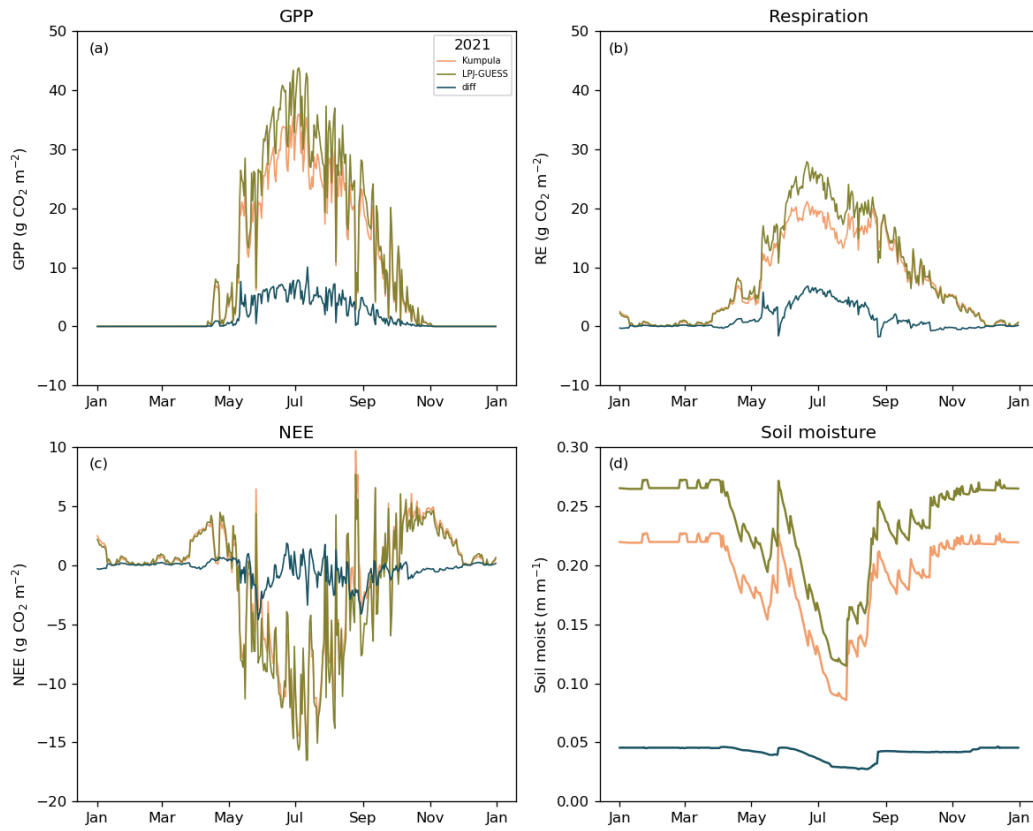 GPP
(a)
2021
Kumpula
LPJ-GUESS
diff
GPP (g CO₂ m⁻²)
50
40
30
20
10
0
−10
Jan Mar May Jul Sep Nov Jan
Respiration
(b)
RE (g CO₂ m⁻²)
50
40
30
20
10
0
−10
Jan Mar May Jul Sep Nov Jan
NEE
(c)
NEE (g CO₂ m⁻²)
10
5
0
−5
−10
−15
−20
Jan Mar May Jul Sep Nov Jan
Soil moisture
(d)
Soil moist (m m⁻¹)
0.30
0.25
0.20
0.15
0.10
0.05
0.00
Jan Mar May Jul Sep Nov Jan